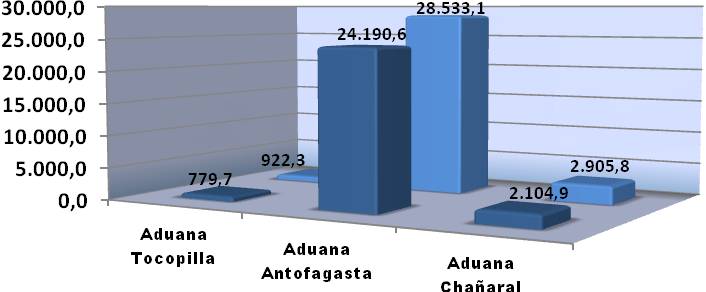 30.000,0
25.000,0
20.000,0
15.000,0
10.000,0
5.000,0
0,0
28.533,1
24.190,6
922,3
779,7
2.905,8
2.104,9
Aduana
Tocopilla
Aduana
Antofagasta
Aduana
Chañaral